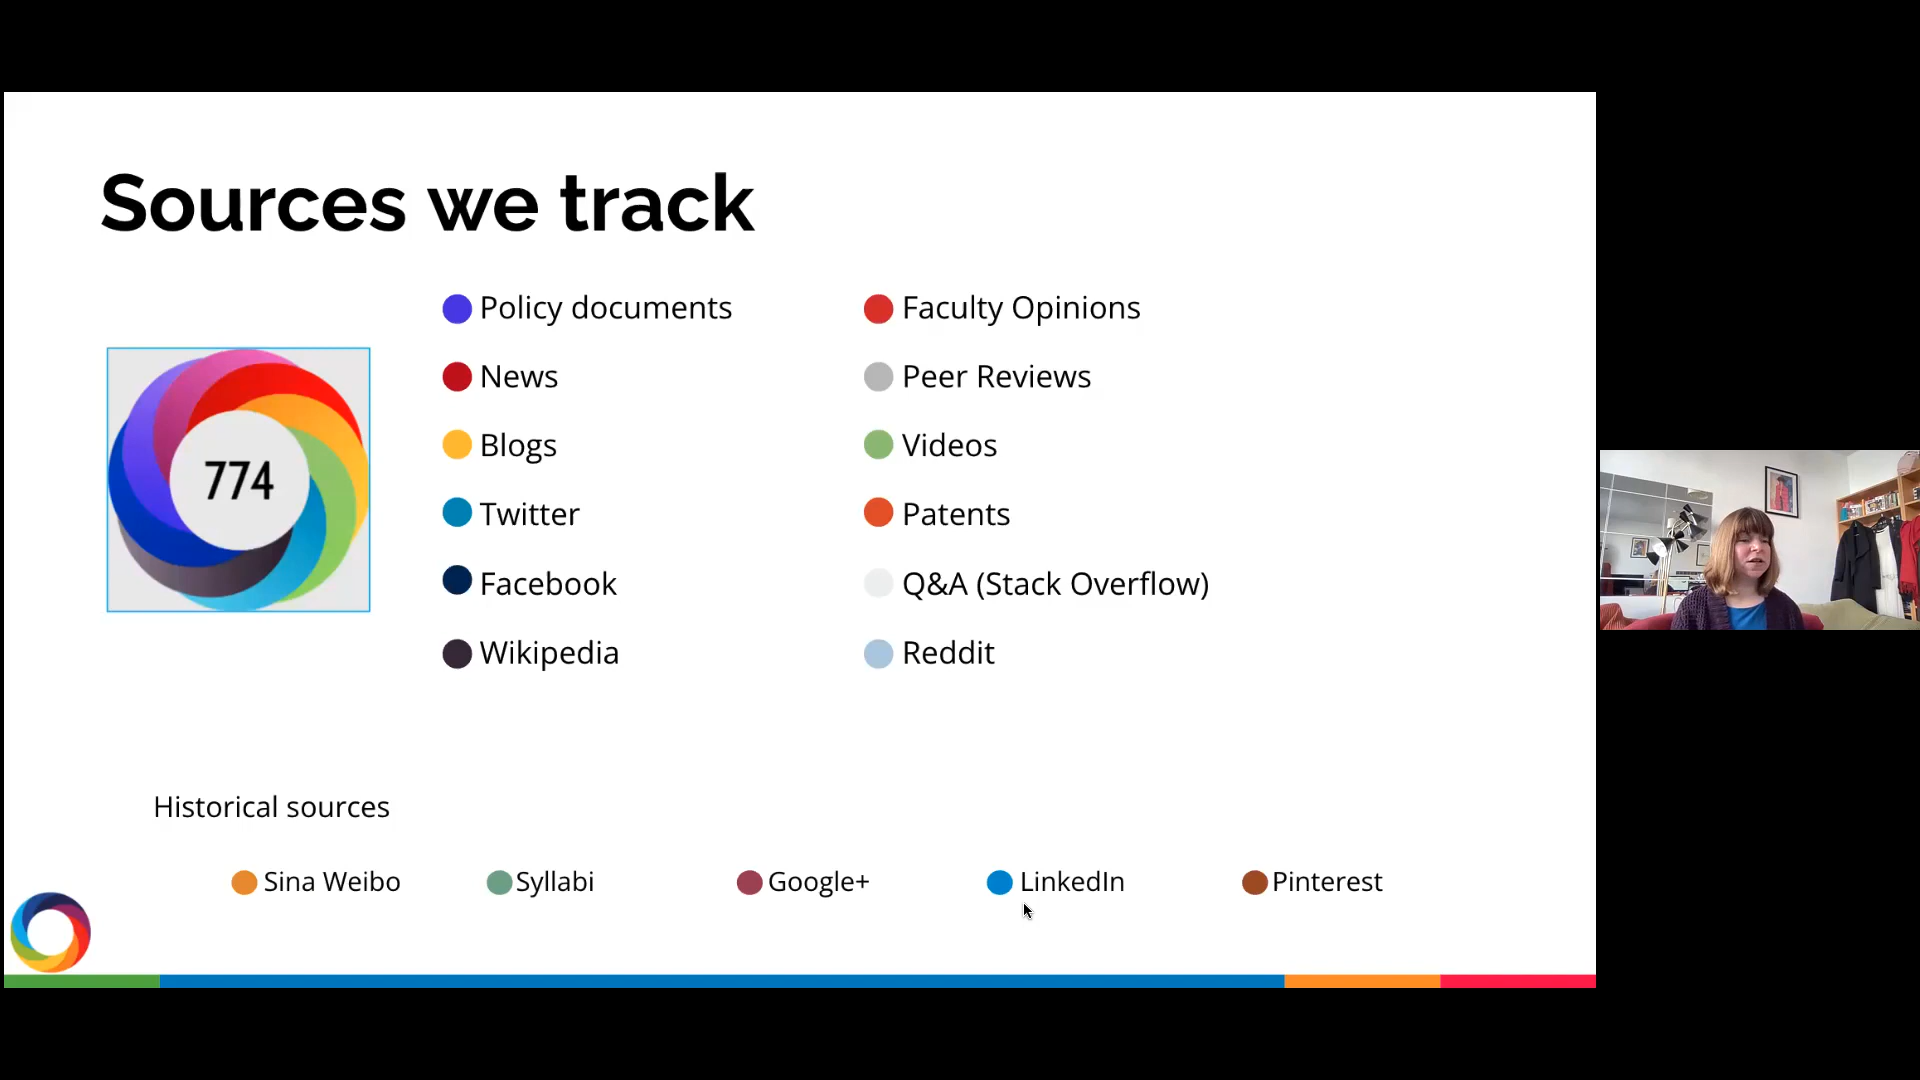 Sources we track
774
Policy documents
News
Blogs
Twitter
Facebook
Wikipedia
Faculty Opinions
Peer Reviews
Videos
Patents
Q&A (Stack Overflow)
Reddit
Historical sources
Sina Weibo
Syllabi
Google+
LinkedIn
Pinterest